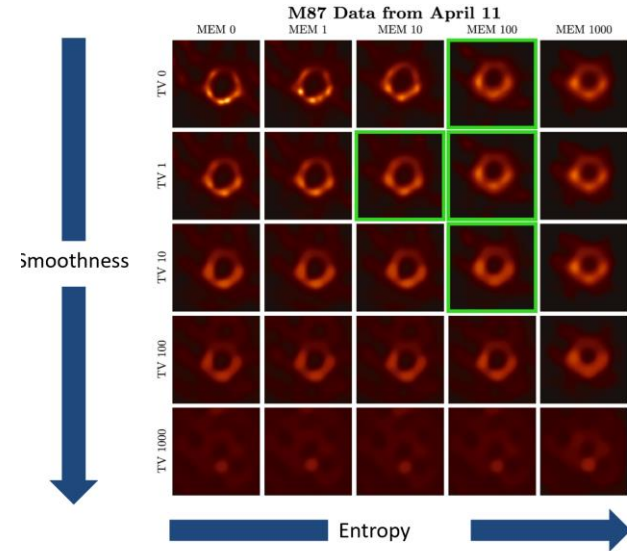 M87 Data from April 11
MEM 0 MEM 1 MEM 10 MEM 100 MEM 1000
TV 0
TV 1
Smoothness
TV 10
TV 100
TV 1000
Entropy